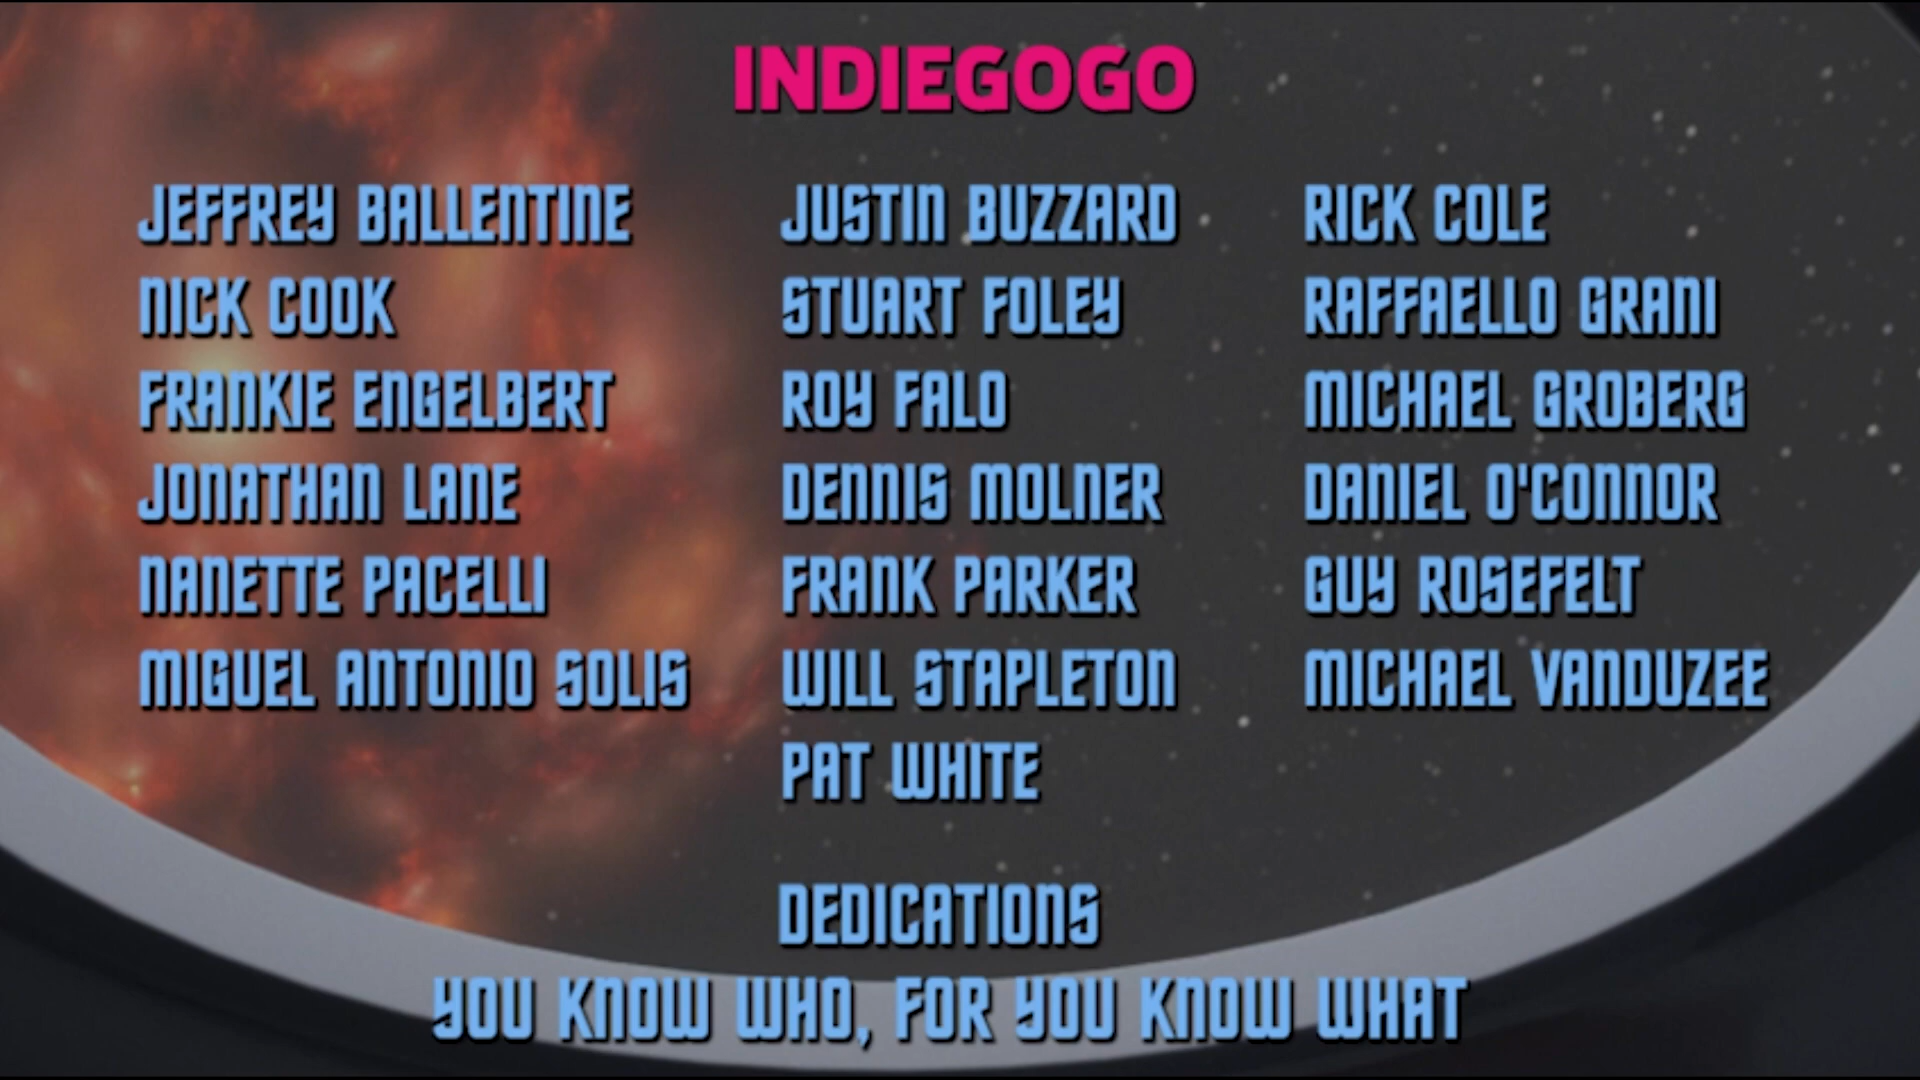 INDIEGOGO
JEFFREY BALLENTINE JUSTIN BUZZARD RICK COLE
NICK COOK STUART FOLEY RAFFAELLO GRANI
FRANKIE ENGELBERT ROY FALO MICHAEL GROBERG
JONATHAN LANE DENNIS MOLNER DANIEL O'CONNOR
NANETTE PACELLI FRANK PARKER GUY ROSEFELT
MIGUEL ANTONIO SOLIS WILL STAPLETON MICHAEL VANDUZEE
PAT WHITE
DEDICATIONS
YOU KNOW WHO, FOR YOU KNOW WHAT